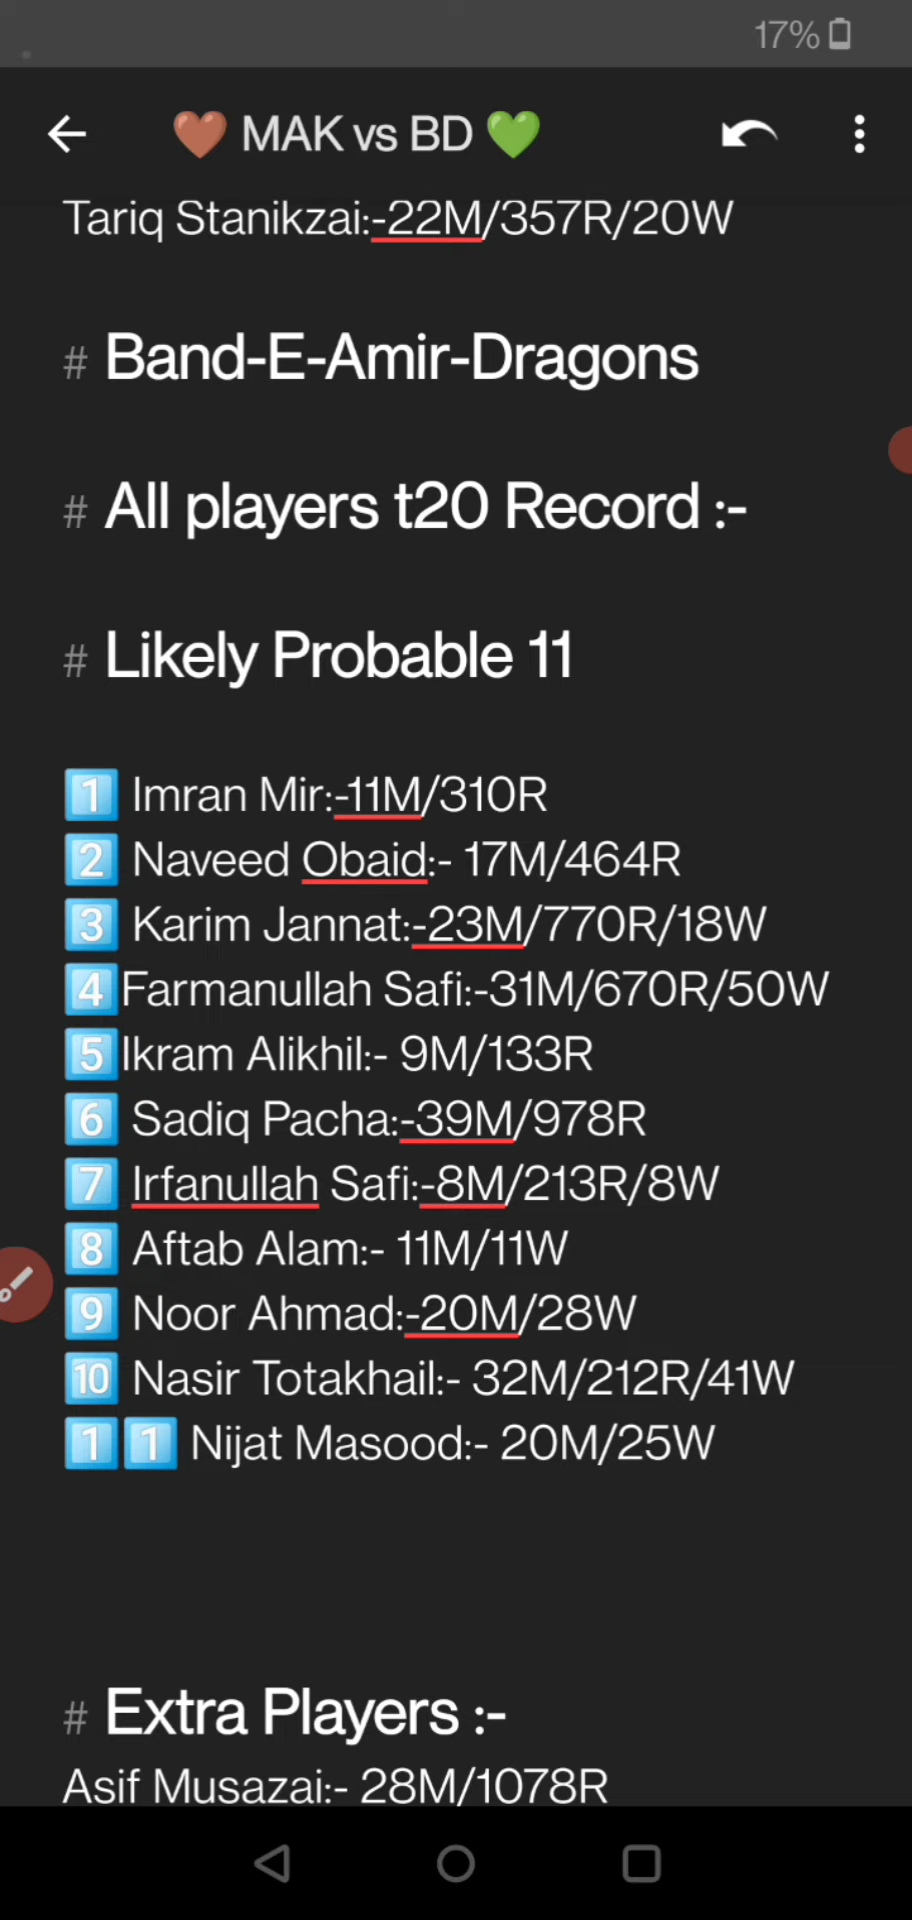 17%
🤎 MAK vs BD 💚
Tariq Stanikzai:-22M/357R/20W
# Band-E-Amir-Dragons
# All players t20 Record :-
# Likely Probable 11
1️⃣ Imran Mir:-11M/310R
2️⃣ Naveed Obaid:- 17M/464R
3️⃣ Karim Jannat:-23M/770R/18W
4️⃣Farmanullah Safi:-31M/670R/50W
5️⃣Ikram Alikhil:- 9M/133R
6️⃣ Sadiq Pacha:-39M/978R
7️⃣ Irfanullah Safi:-8M/213R/8W
8️⃣ Aftab Alam:- 11M/11W
9️⃣ Noor Ahmad:-20M/28W
🔟 Nasir Totakhail:- 32M/212R/41W
1️⃣1️⃣ Nijat Masood:- 20M/25W
# Extra Players :-
Asif Musazai:- 28M/1078R